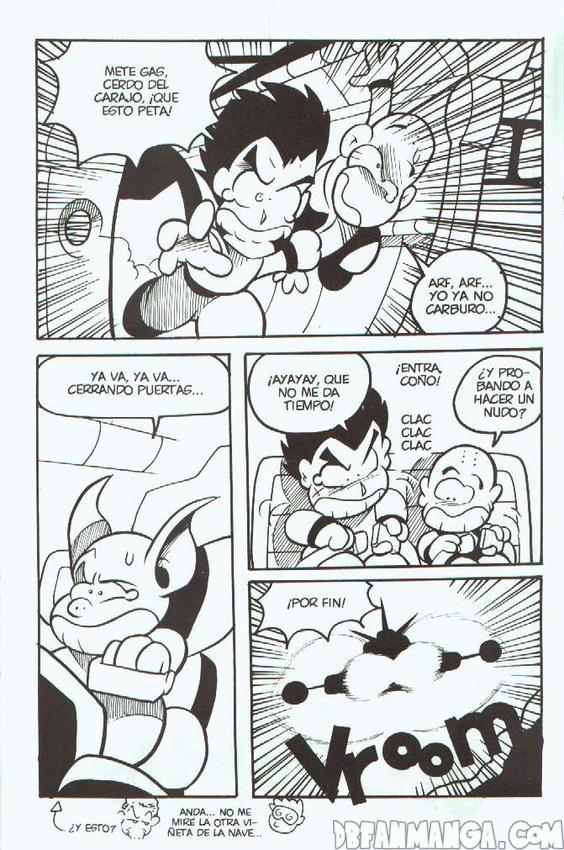 METE GAS,
CERDO DEL
CARAJO, ¡QUE
ESTO PETA!
ARF, ARF...
YO YA NO
CARBURO...
YA VA, YA VA...
CERRANDO PUERTAS...
¡AYAYAY, QUE
NO ME DA
TIEMPO!
¡ENTRA,
COÑO!
CLAC
CLAC
CLAC
¿Y PRO-
BANDO A
HACER UN
NUDO?
¡POR FIN!
Vroom
¿Y ESTO?
ANDA... NO ME
MIRE LA OTRA VI-
ÑETA DE LA NAVE...
DBFANMANGA.COM